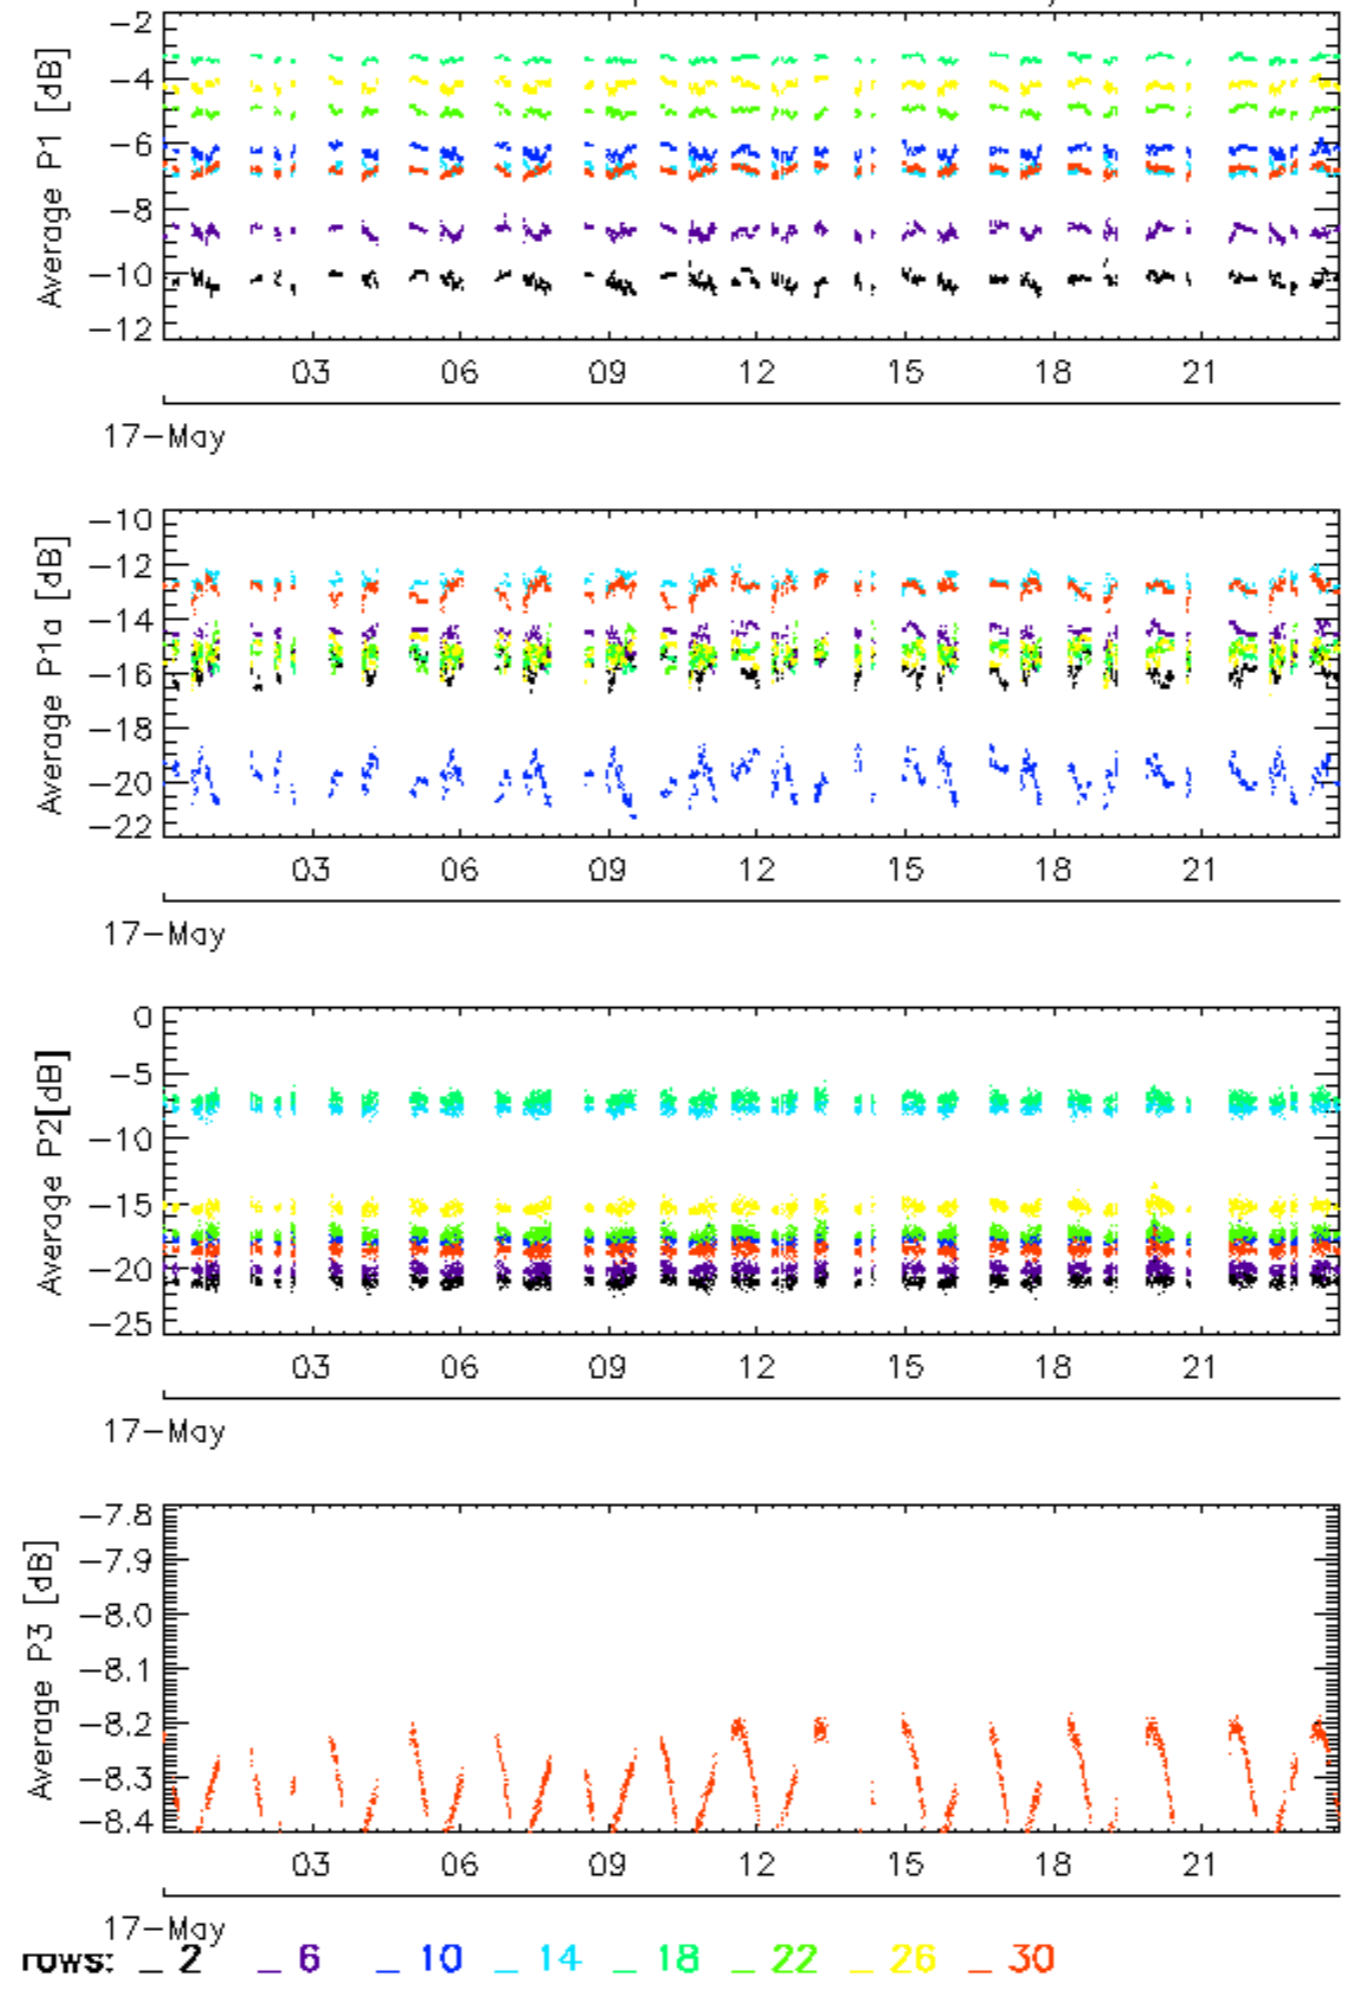 Average P1 [dB]
-2
-4
-6
-8
-10
-12
03 06 09 12 15 18 21
17-May
Average P1a [dB]
-10
-12
-14
-16
-18
-20
-22
03 06 09 12 15 18 21
17-May
Average P2[dB]
0
-5
-10
-15
-20
-25
03 06 09 12 15 18 21
17-May
Average P3 [dB]
-7.8
-7.9
-8.0
-8.1
-8.2
-8.3
-8.4
03 06 09 12 15 18 21
17-May
rows: _ 2 _ 6 _ 10 _ 14 _ 18 _ 22 _ 26 _ 30